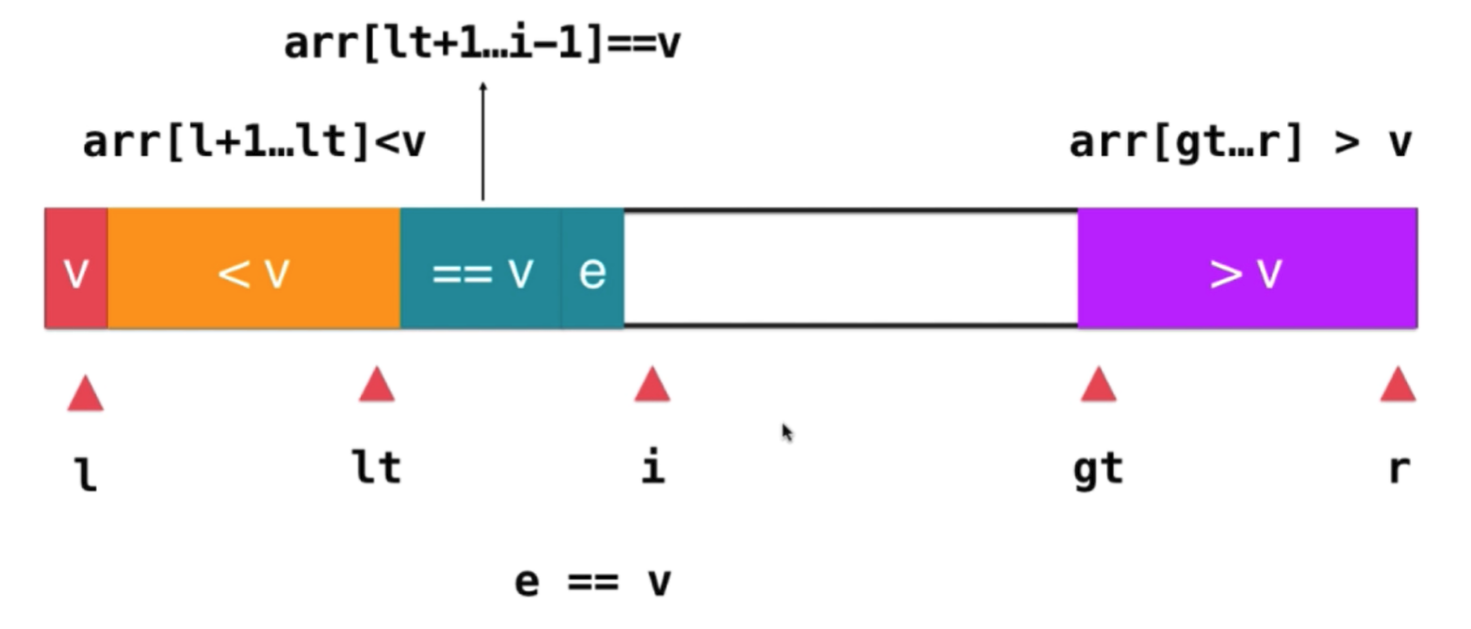 arr[lt+1…i-1]==v
arr[l+1…lt]<v
arr[gt…r] > v
v
< v
== v
e
> v
l
lt
i
gt
r
e == v